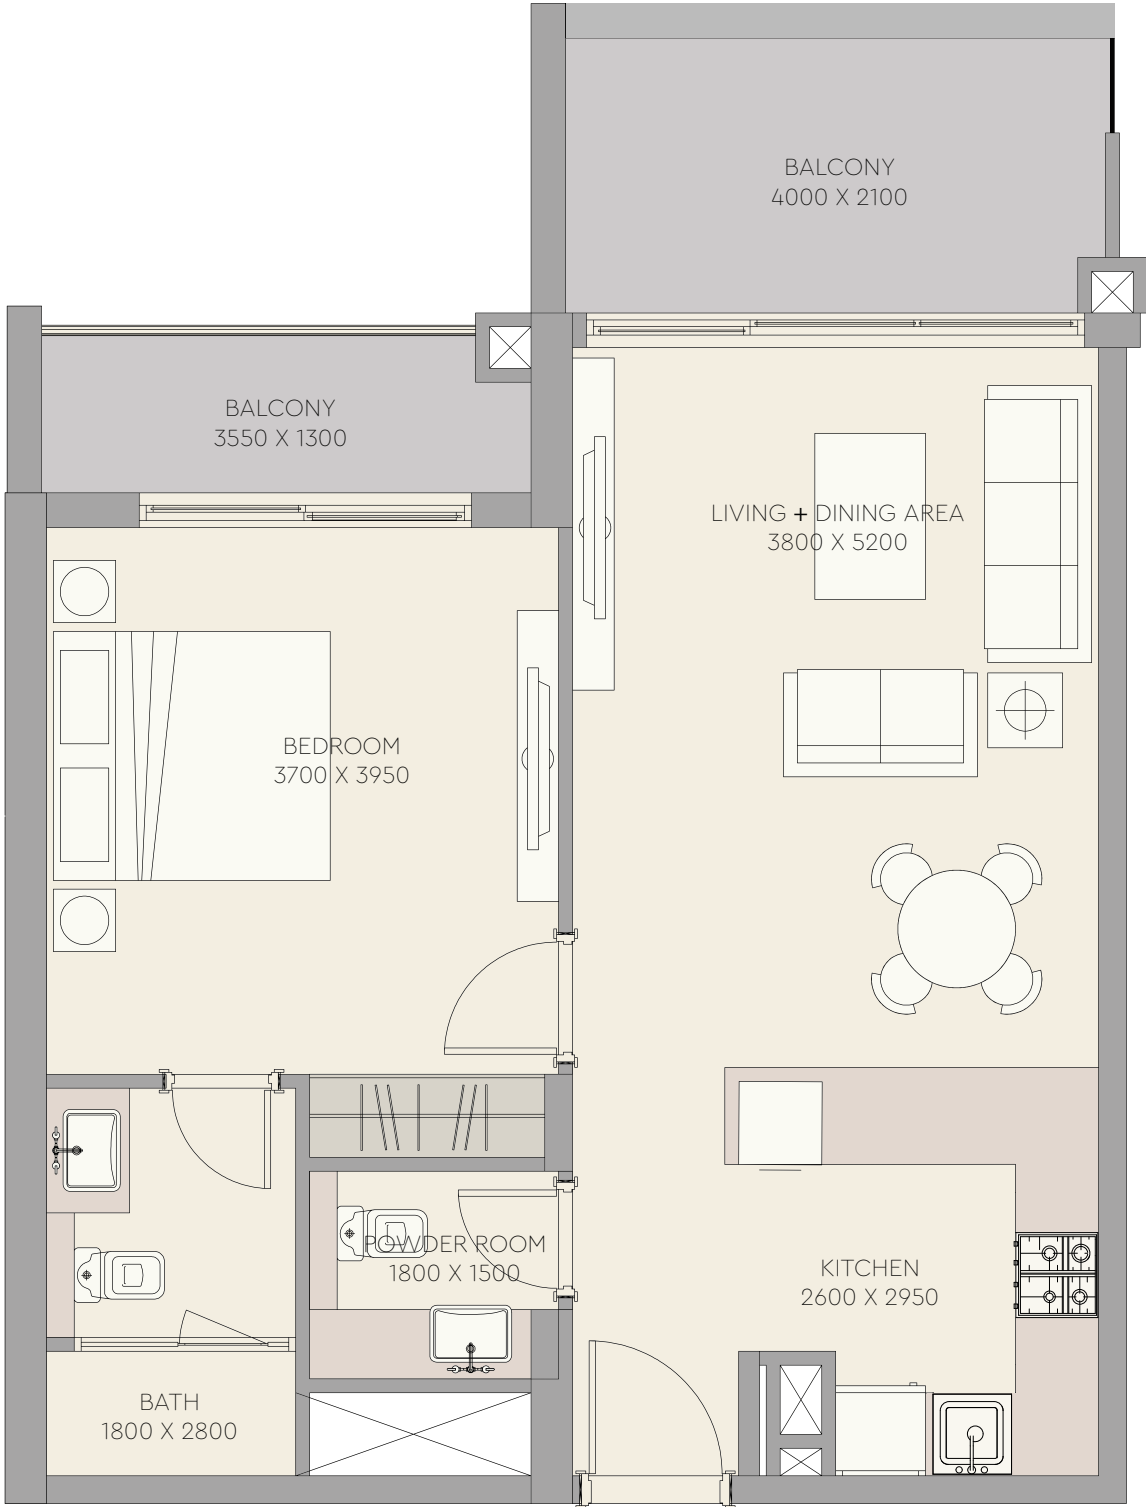 BALCONY
4000 X 2100
BALCONY
3550 X 1300
LIVING + DINING AREA
3800 X 5200
BEDROOM
3700 X 3950
POWDER ROOM
1800 X 1500
KITCHEN
2600 X 2950
BATH
1800 X 2800